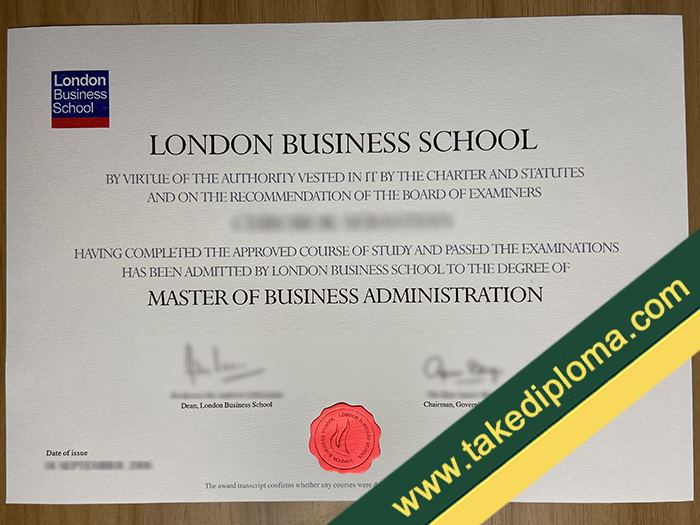 London
Business
School
LONDON BUSINESS SCHOOL
BY VIRTUE OF THE AUTHORITY VESTED IN IT BY THE CHARTER AND STATUTES
AND ON THE RECOMMENDATION OF THE BOARD OF EXAMINERS
HAVING COMPLETED THE APPROVED COURSE OF STUDY AND PASSED THE EXAMINATIONS
HAS BEEN ADMITTED BY LONDON BUSINESS SCHOOL TO THE DEGREE OF
MASTER OF BUSINESS ADMINISTRATION
Dean, London Business School
Chairman,
LONDON BUSINESS SCHOOL
Date of issue
The award transcript confirms whether any courses were
www.takediploma.com